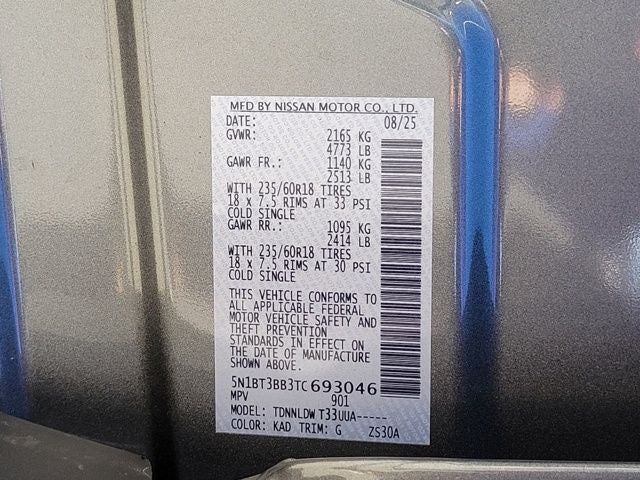 MFD BY NISSAN MOTOR CO., LTD.
DATE: 08/25
GVWR: 2165 KG
4773 LB
GAWR FR.: 1140 KG
2513 LB
WITH 235/60R18 TIRES
18 x 7.5 RIMS AT 33 PSI
COLD SINGLE
GAWR RR.: 1095 KG
2414 LB
WITH 235/60R18 TIRES
18 x 7.5 RIMS AT 30 PSI
COLD SINGLE
THIS VEHICLE CONFORMS TO
ALL APPLICABLE FEDERAL
MOTOR VEHICLE SAFETY AND
THEFT PREVENTION
STANDARDS IN EFFECT ON
THE DATE OF MANUFACTURE
SHOWN ABOVE.
5N1BT3BB3TC693046
MPV 901
MODEL: TDNNLDW T33UUA-----
COLOR: KAD TRIM: G ZS30A